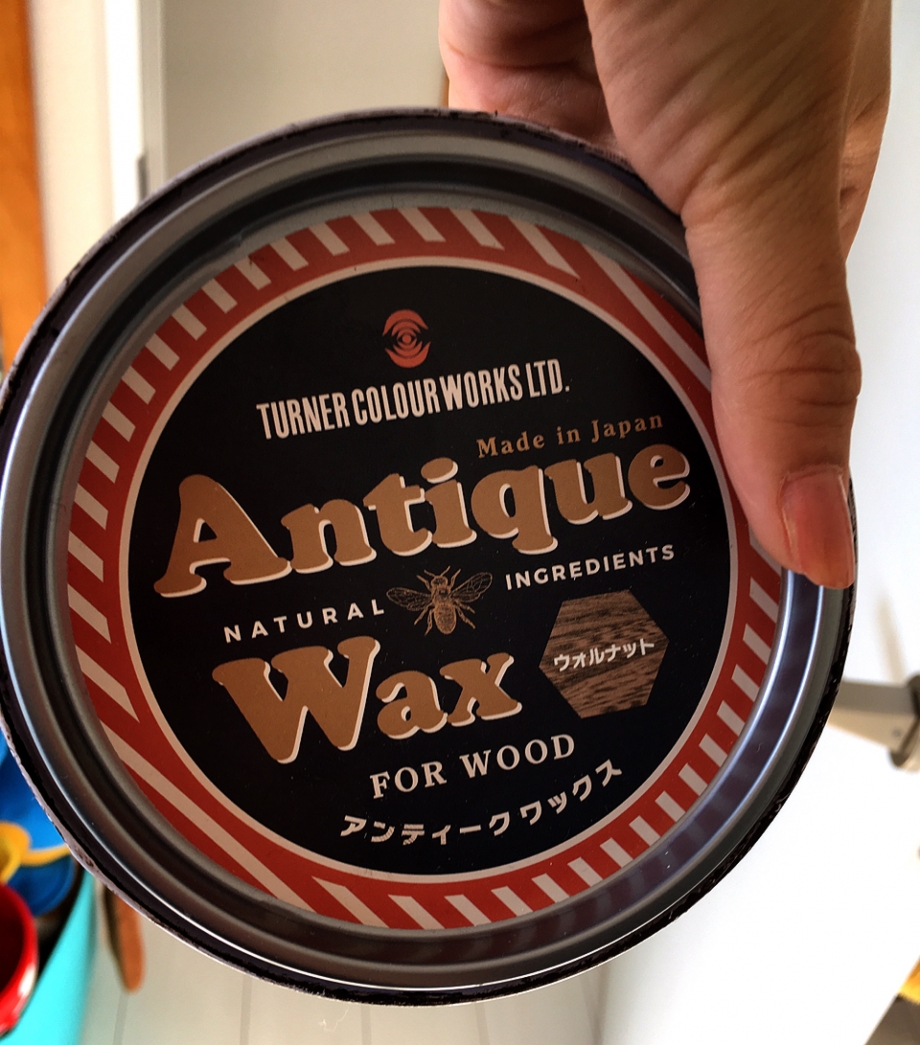 TURNER COLOUR WORKS LTD.
Made in Japan
Antique
NATURAL INGREDIENTS
Wax
ウォルナット
FOR WOOD
アンティークワックス